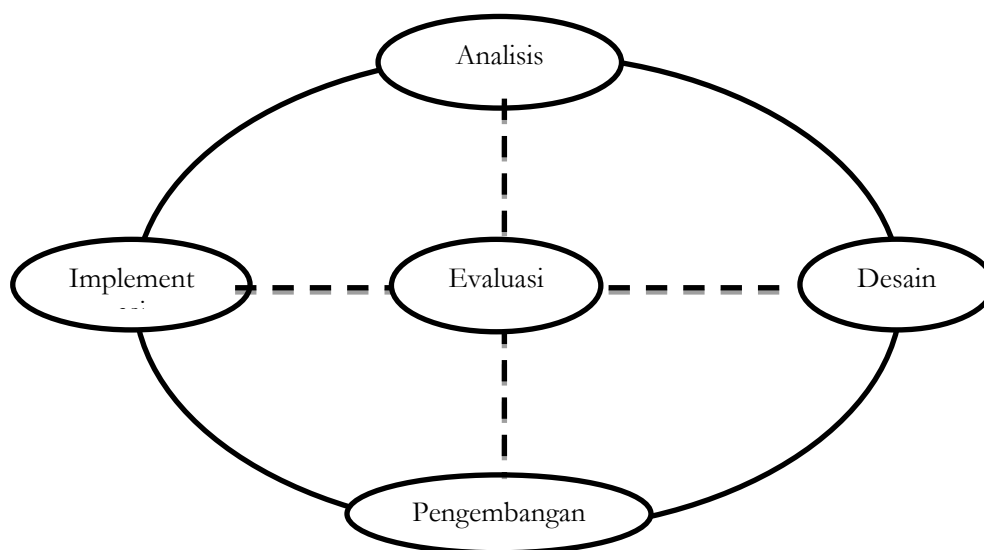 Analisis
Implement
Evaluasi
Desain
Pengembangan